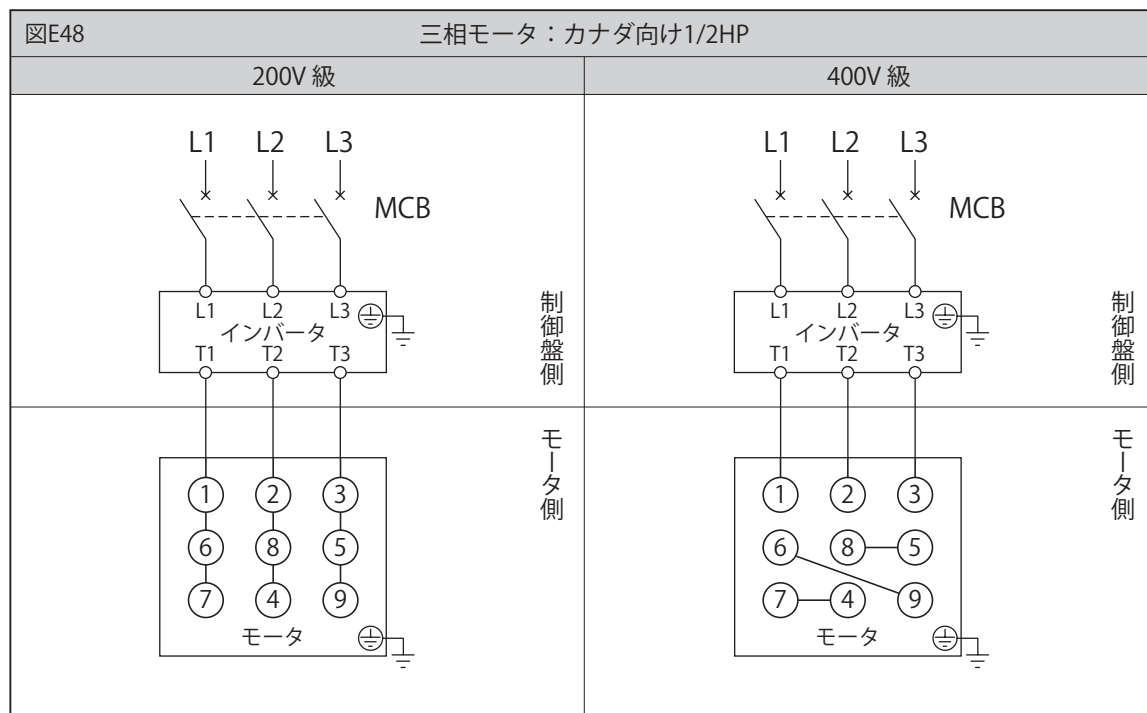 図E48
三相モータ：カナダ向け1/2HP
200V 級
400V 級
L1 L2 L3
MCB
L1 L2 L3
インバータ
T1 T2 T3
制御盤側
モータ側
1 2 3
6 8 5
7 4 9
モータ
L1 L2 L3
MCB
L1 L2 L3
インバータ
T1 T2 T3
制御盤側
モータ側
1 2 3
6 8 5
7 4 9
モータ